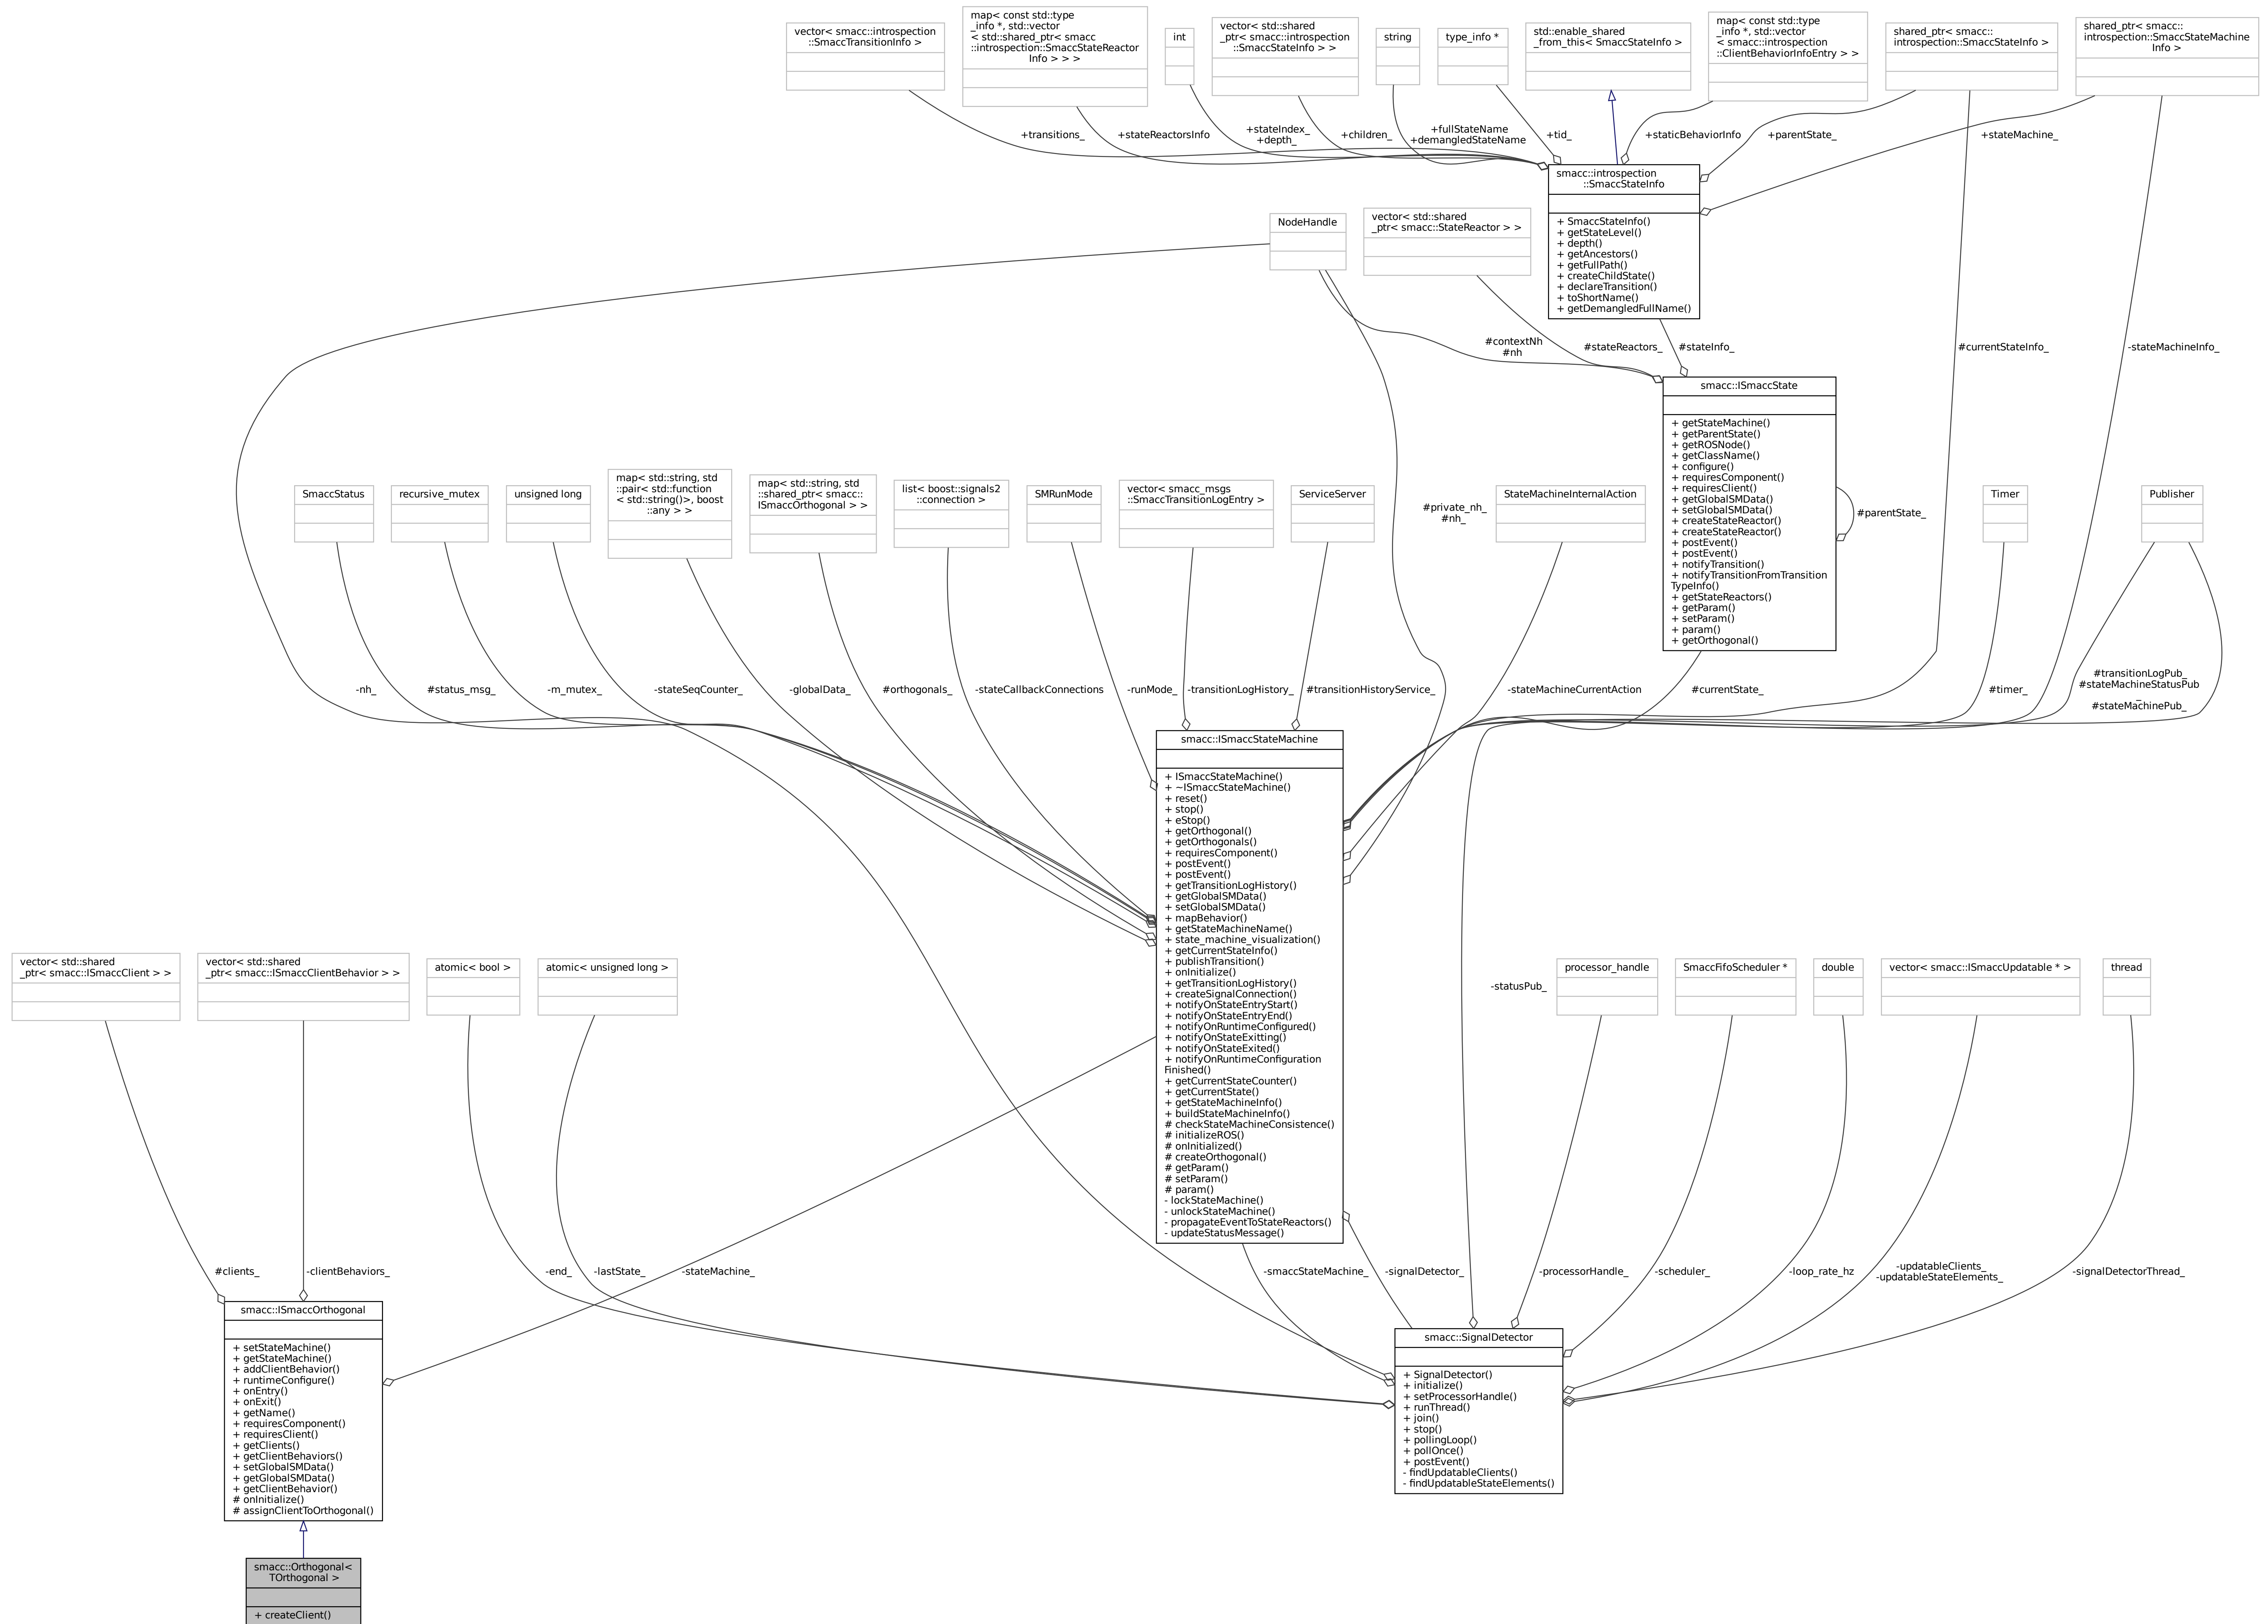 vector< smacc::introspection
::SmaccTransitionInfo >
map< const std::type
_info *, std::vector
< std::shared_ptr< smacc
::introspection::SmaccStateReactor
Info > > >
int
vector< std::shared
_ptr< smacc::introspection
::SmaccStateInfo > >
string
type_info *
std::enable_shared
_from_this< SmaccStateInfo >
map< const std::type
_info *, std::vector
< smacc::introspection
::ClientBehaviorInfoEntry > >
shared_ptr< smacc::
introspection::SmaccStateInfo >
shared_ptr< smacc::
introspection::SmaccStateMachine
Info >
+transitions_
+stateReactorsInfo
+stateIndex_
+depth_
+children_
+fullStateName
+demangledStateName
+tid_
+staticBehaviorInfo
+parentState_
+stateMachine_
smacc::introspection
::SmaccStateInfo
+ SmaccStateInfo()
+ getStateLevel()
+ depth()
+ getAncestors()
+ getFullPath()
+ createChildState()
+ declareTransition()
+ toShortName()
+ getDemangledFullName()
NodeHandle
vector< std::shared
_ptr< smacc::StateReactor > >
#contextNh
#nh
#stateReactors_
#stateInfo_
#currentStateInfo_
-stateMachineInfo_
smacc::ISmaccState
+ getStateMachine()
+ getParentState()
+ getROSNode()
+ getClassName()
+ configure()
+ requiresComponent()
+ requiresClient()
+ getGlobalSMData()
+ setGlobalSMData()
+ createStateReactor()
+ createStateReactor()
+ postEvent()
+ postEvent()
+ notifyTransition()
+ notifyTransitionFromTransition
TypeInfo()
+ getStateReactors()
+ getParam()
+ setParam()
+ param()
+ getOrthogonal()
#parentState_
SmaccStatus
recursive_mutex
unsigned long
map< std::string, std
::pair< std::function
< std::string()>, boost
::any > >
map< std::string, std
::shared_ptr< smacc::
ISmaccOrthogonal > >
list< boost::signals2
::connection >
SMRunMode
vector< smacc_msgs
::SmaccTransitionLogEntry >
ServiceServer
#private_nh_
#nh_
StateMachineInternalAction
Timer
Publisher
-nh_
#status_msg_
-m_mutex_
-stateSeqCounter_
-globalData_
#orthogonals_
-stateCallbackConnections
-runMode_
-transitionLogHistory_
#transitionHistoryService_
-stateMachineCurrentAction
#currentState_
#timer_
#transitionLogPub_
#stateMachineStatusPub
_
#stateMachinePub_
smacc::ISmaccStateMachine
+ ISmaccStateMachine()
+ ~ISmaccStateMachine()
+ reset()
+ stop()
+ eStop()
+ getOrthogonal()
+ getOrthogonals()
+ requiresComponent()
+ postEvent()
+ postEvent()
+ getTransitionLogHistory()
+ getGlobalSMData()
+ setGlobalSMData()
+ mapBehavior()
+ getStateMachineName()
+ state_machine_visualization()
+ getCurrentStateInfo()
+ publishTransition()
+ onInitialize()
+ getTransitionLogHistory()
+ createSignalConnection()
+ notifyOnStateEntryStart()
+ notifyOnStateEntryEnd()
+ notifyOnRuntimeConfigured()
+ notifyOnStateExitting()
+ notifyOnStateExited()
+ notifyOnRuntimeConfiguration
Finished()
+ getCurrentStateCounter()
+ getCurrentState()
+ getStateMachineInfo()
+ buildStateMachineInfo()
# checkStateMachineConsistence()
# initializeROS()
# onInitialized()
# createOrthogonal()
# getParam()
# setParam()
# param()
- lockStateMachine()
- unlockStateMachine()
- propagateEventToStateReactors()
- updateStatusMessage()
vector< std::shared
_ptr< smacc::ISmaccClient > >
vector< std::shared
_ptr< smacc::ISmaccClientBehavior > >
atomic< bool >
atomic< unsigned long >
-statusPub_
processor_handle
SmaccFifoScheduler *
double
vector< smacc::ISmaccUpdatable * >
thread
#clients_
-clientBehaviors_
-end_
-lastState_
-stateMachine_
-smaccStateMachine_
-signalDetector_
-processorHandle_
-scheduler_
-loop_rate_hz
-updatableClients_
-updatableStateElements_
-signalDetectorThread_
smacc::ISmaccOrthogonal
+ setStateMachine()
+ getStateMachine()
+ addClientBehavior()
+ runtimeConfigure()
+ onEntry()
+ onExit()
+ getName()
+ requiresComponent()
+ requiresClient()
+ getClients()
+ getClientBehaviors()
+ setGlobalSMData()
+ getGlobalSMData()
+ getClientBehavior()
# onInitialize()
# assignClientToOrthogonal()
smacc::SignalDetector
+ SignalDetector()
+ initialize()
+ setProcessorHandle()
+ runThread()
+ join()
+ stop()
+ pollingLoop()
+ pollOnce()
+ postEvent()
- findUpdatableClients()
- findUpdatableStateElements()
smacc::Orthogonal<
TOrthogonal >
+ createClient()